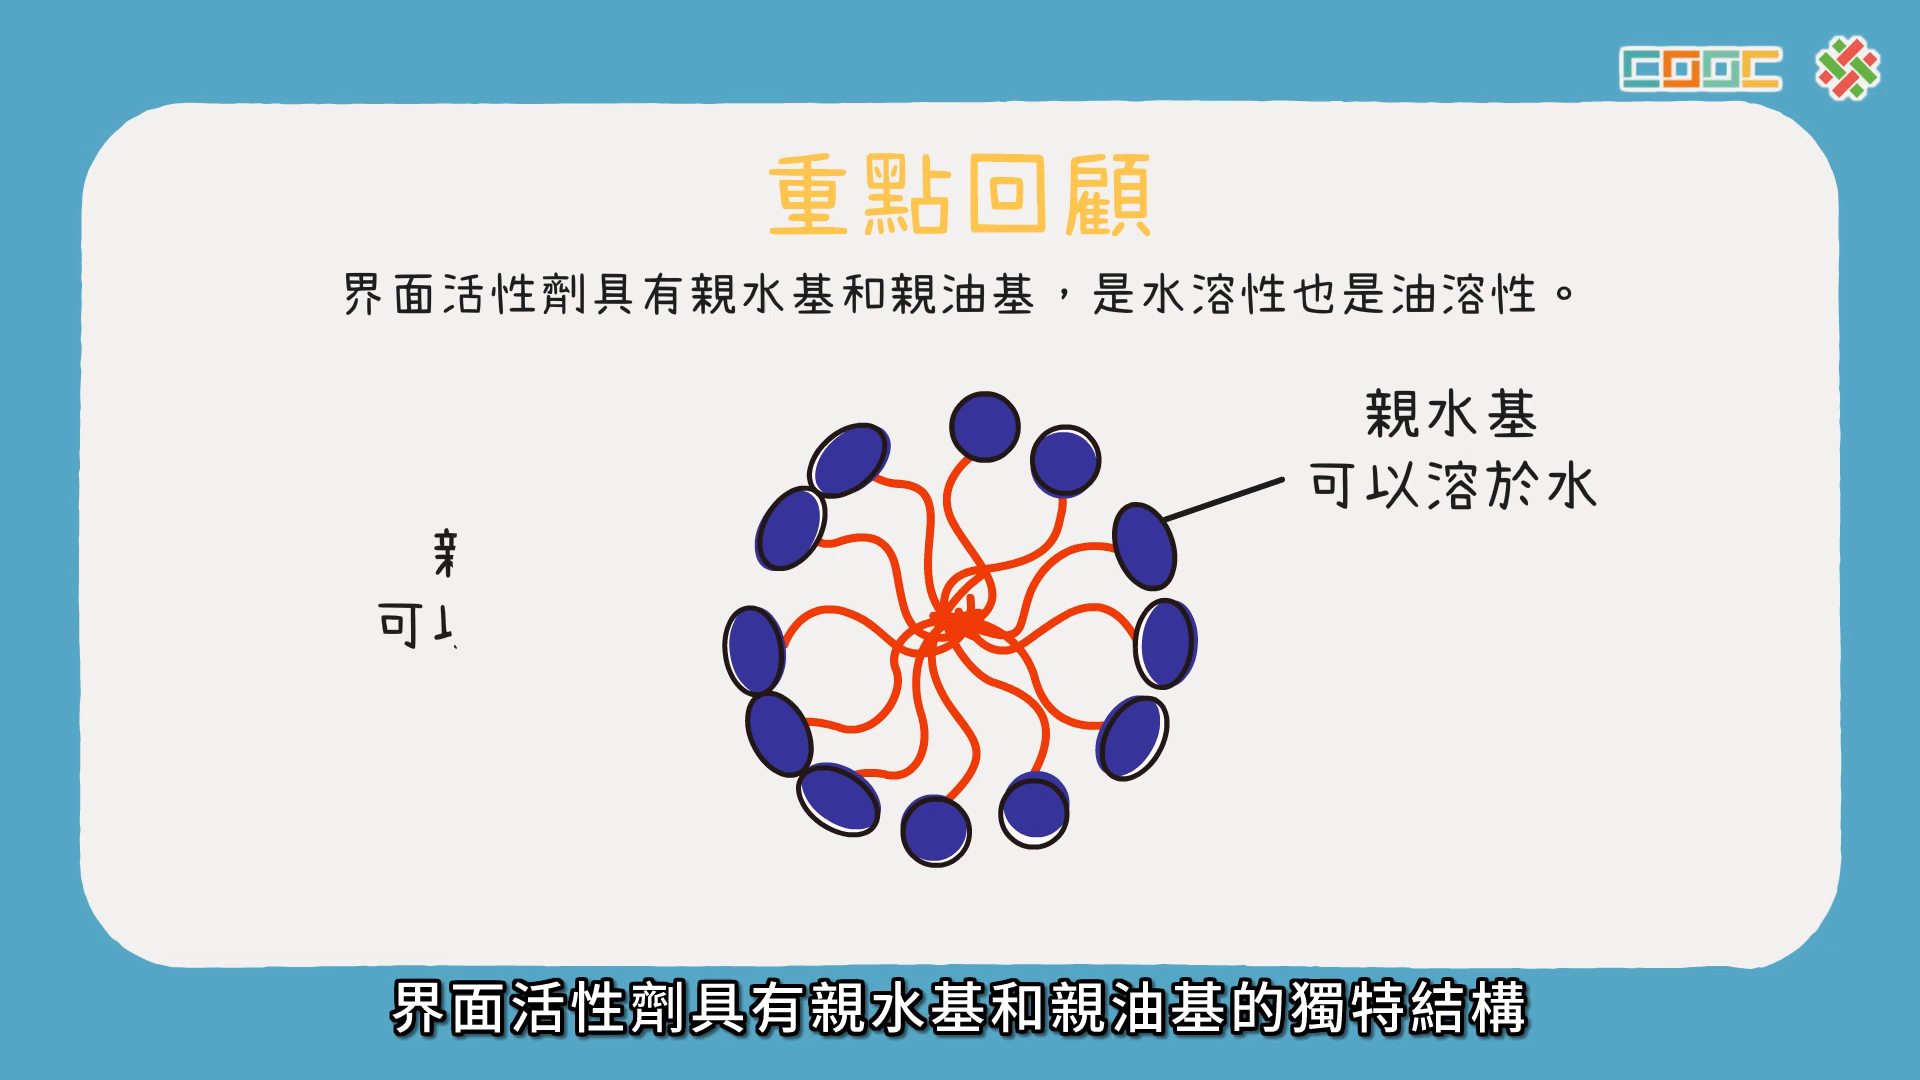 COOC
重點回顧
界面活性劑具有親水基和親油基，是水溶性也是油溶性。
親水基
可以溶於水
可
界面活性劑具有親水基和親油基的獨特結構